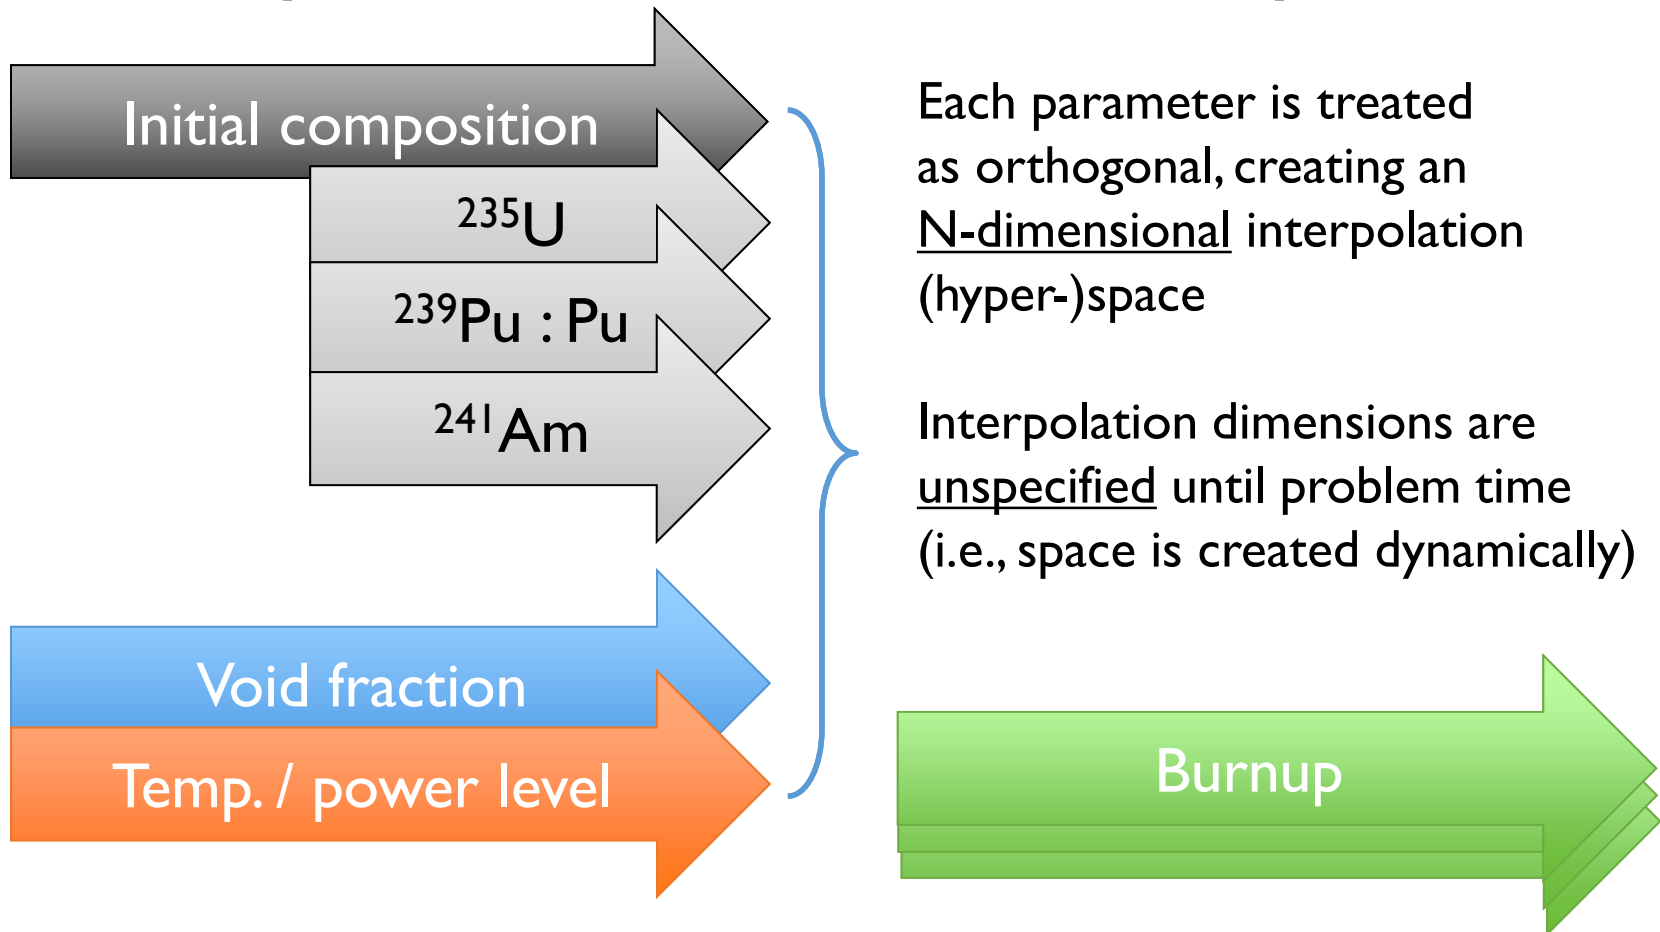 Initial composition
²³⁵U
²³⁹Pu : Pu
²⁴¹Am
Void fraction
Temp. / power level
Each parameter is treated
as orthogonal, creating an
N-dimensional interpolation
(hyper-)space
Interpolation dimensions are
unspecified until problem time
(i.e., space is created dynamically)
Burnup